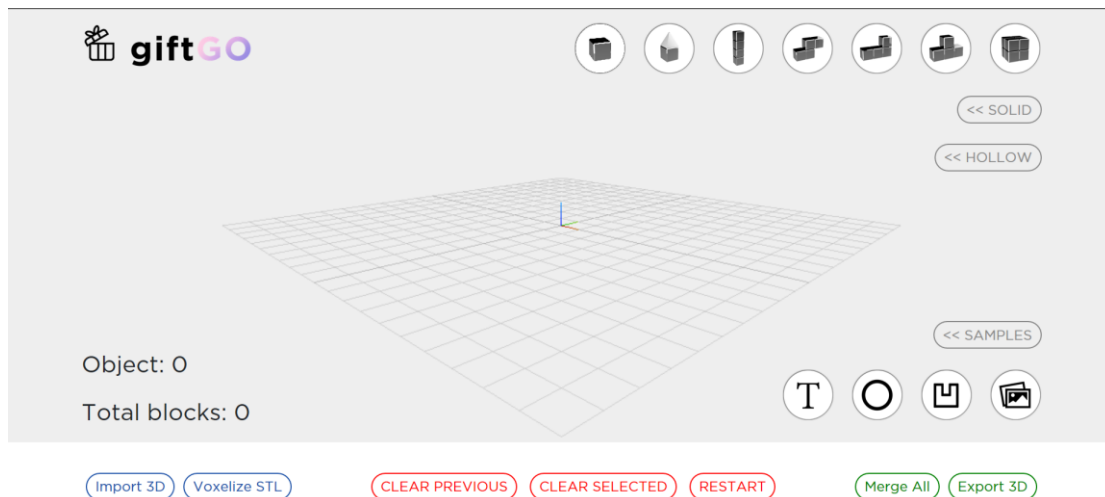 giftGO
<< SOLID
<< HOLLOW
<< SAMPLES
Object: 0
Total blocks: 0
T
Import 3D Voxelize STL CLEAR PREVIOUS CLEAR SELECTED RESTART Merge All Export 3D